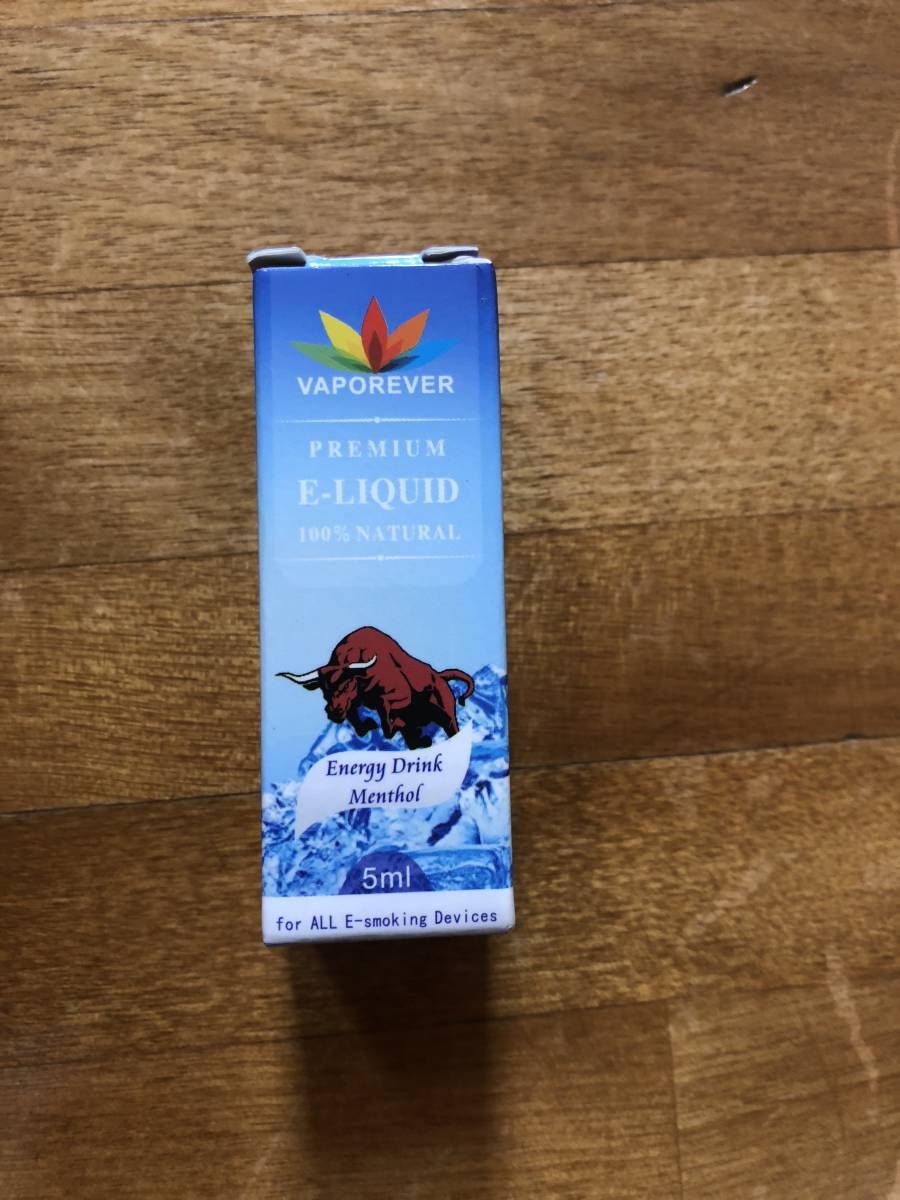 VAPOREVER
PREMIUM
E-LIQUID
100% NATURAL
Energy Drink
Menthol
5ml
for ALL E-smoking Devices